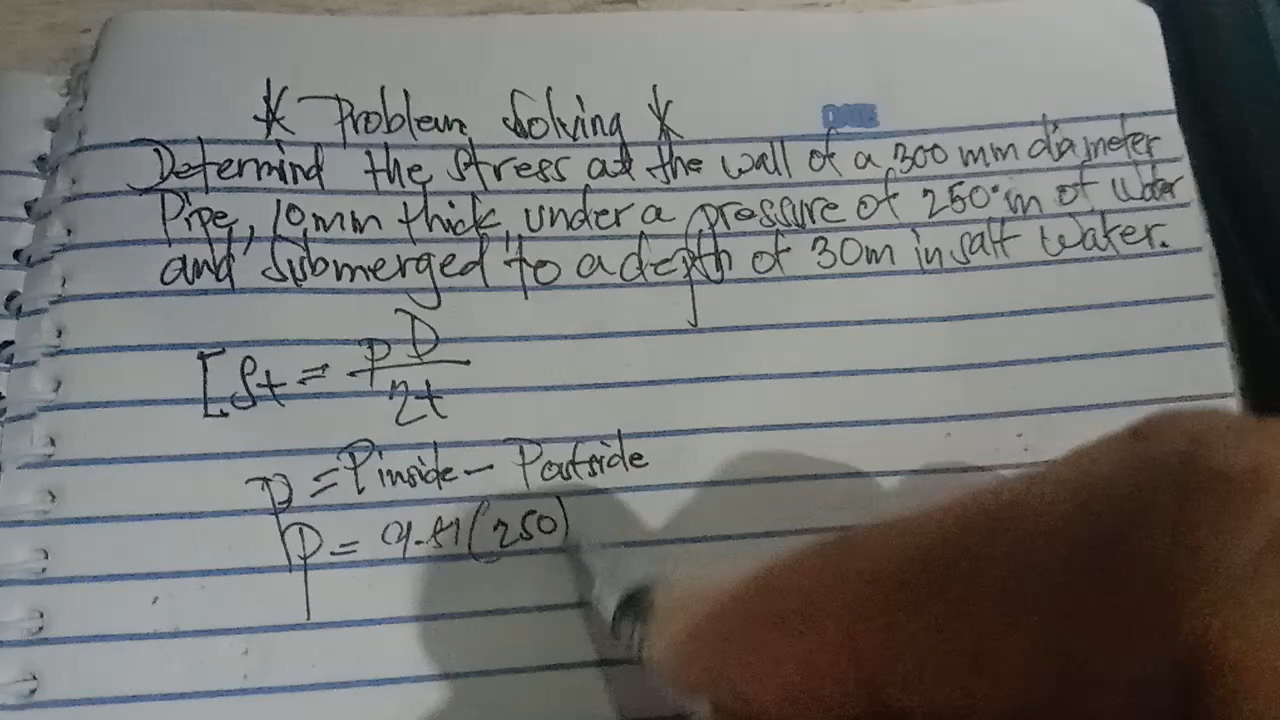 * Problem Solving *
DATE
Determind the stress at the wall of a 300 mm diameter
Pipe, 10mm thick, under a pressure of 250 m of water
and submerged to a depth of 30m in salt water.
[St = PD/2t
P = Pinside - Poutside
P = 9.81(250)